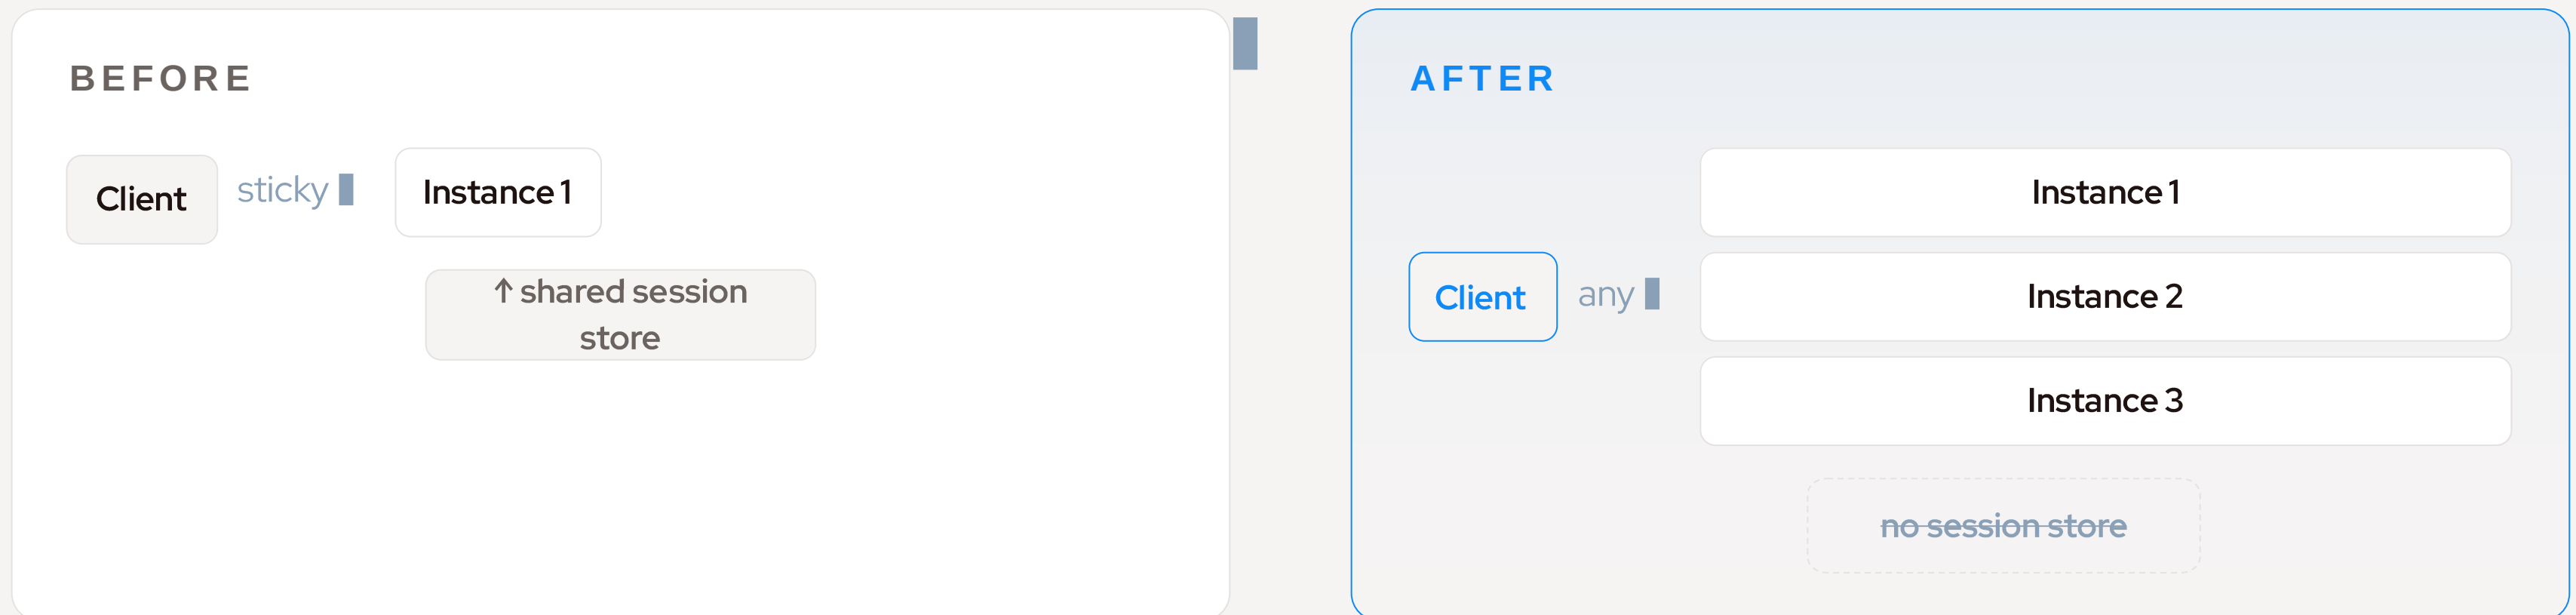 BEFORE
Client
sticky
Instance 1
↑ shared session
store
AFTER
Client
any
Instance 1
Instance 2
Instance 3
no session store